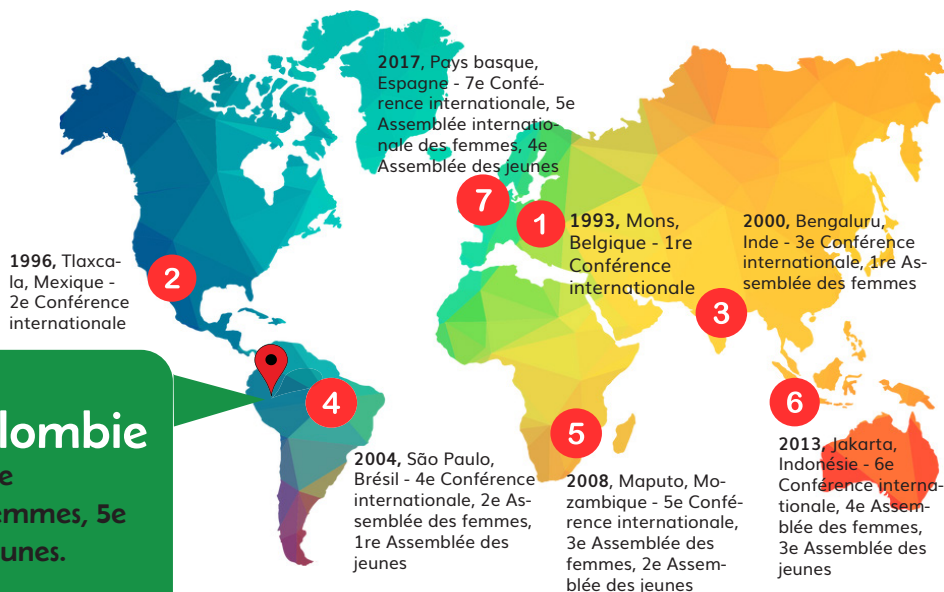 2017, Pays basque,
Espagne - 7e Confé-
rence internationale, 5e
Assemblée internatio-
nale des femmes, 4e
Assemblée des jeunes
7
1
1993, Mons,
Belgique - 1re
Conférence
internationale
2000, Bengaluru,
Inde - 3e Conférence
internationale, 1re As-
semblée des femmes
1996, Tlaxca-
la, Mexique -
2e Conférence
internationale
2
3
4
5
6
lombie
e
emmes, 5e
unes.
2004, São Paulo,
Brésil - 4e Conférence
internationale, 2e As-
semblée des femmes,
1re Assemblée des
jeunes
2008, Maputo, Mo-
zambique - 5e Confé-
rence internationale,
3e Assemblée des
femmes, 2e Assem-
blée des jeunes
2013, Jakarta,
Indonésie - 6e
Conférence interna-
tionale, 4e Assem-
blée des femmes,
3e Assemblée des
jeunes